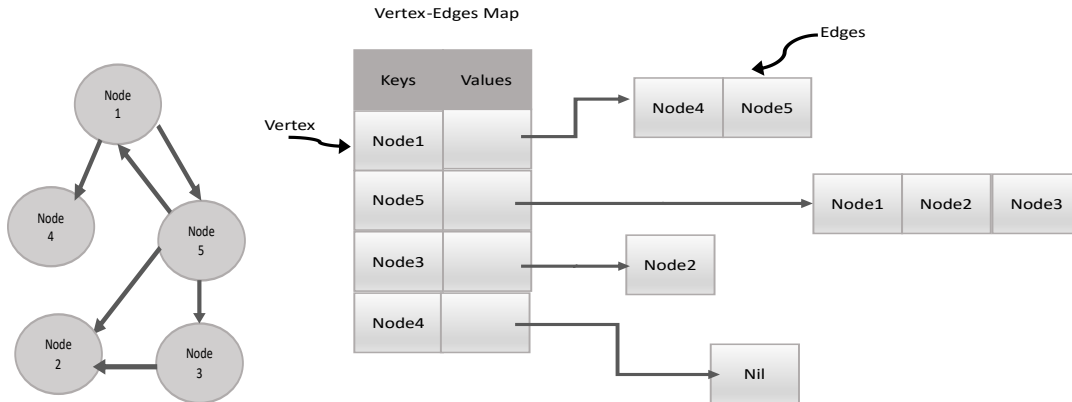 Vertex-Edges Map
Edges
Vertex
Node
1
Node
4
Node
5
Node
2
Node
3
Keys Values
Node1
Node4 Node5
Node5
Node1 Node2 Node3
Node3
Node2
Node4
Nil